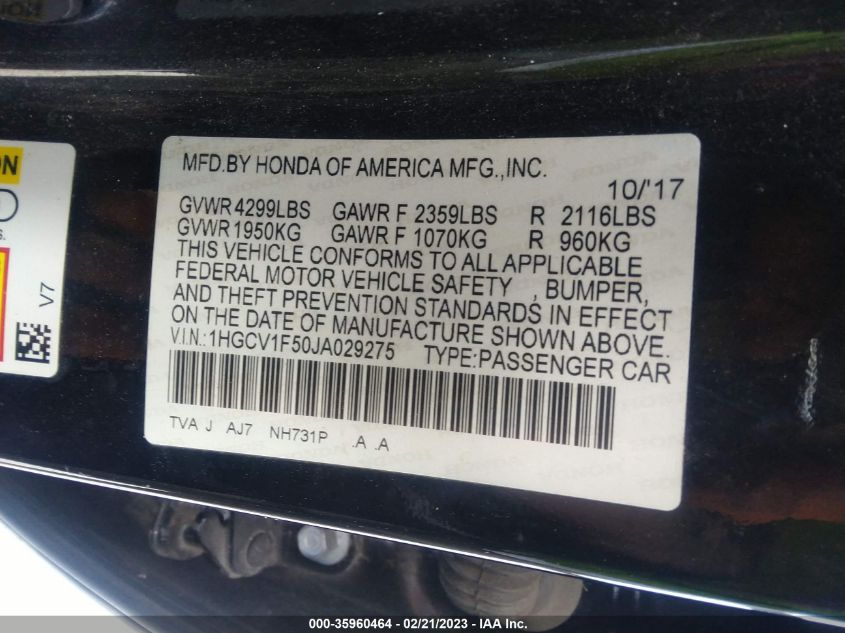 MFD.BY HONDA OF AMERICA MFG.,INC.
10/'17
GVWR 4299LBS GAWR F 2359LBS R 2116LBS
GVWR 1950KG GAWR F 1070KG R 960KG
THIS VEHICLE CONFORMS TO ALL APPLICABLE
FEDERAL MOTOR VEHICLE SAFETY , BUMPER,
AND THEFT PREVENTION STANDARDS IN EFFECT
ON THE DATE OF MANUFACTURE SHOWN ABOVE.
V.I.N.:1HGCV1F50JA029275 TYPE:PASSENGER CAR
TVA J AJ7 NH731P .A .A
ON
S.
V7
000-35960464 - 02/21/2023 - IAA Inc.